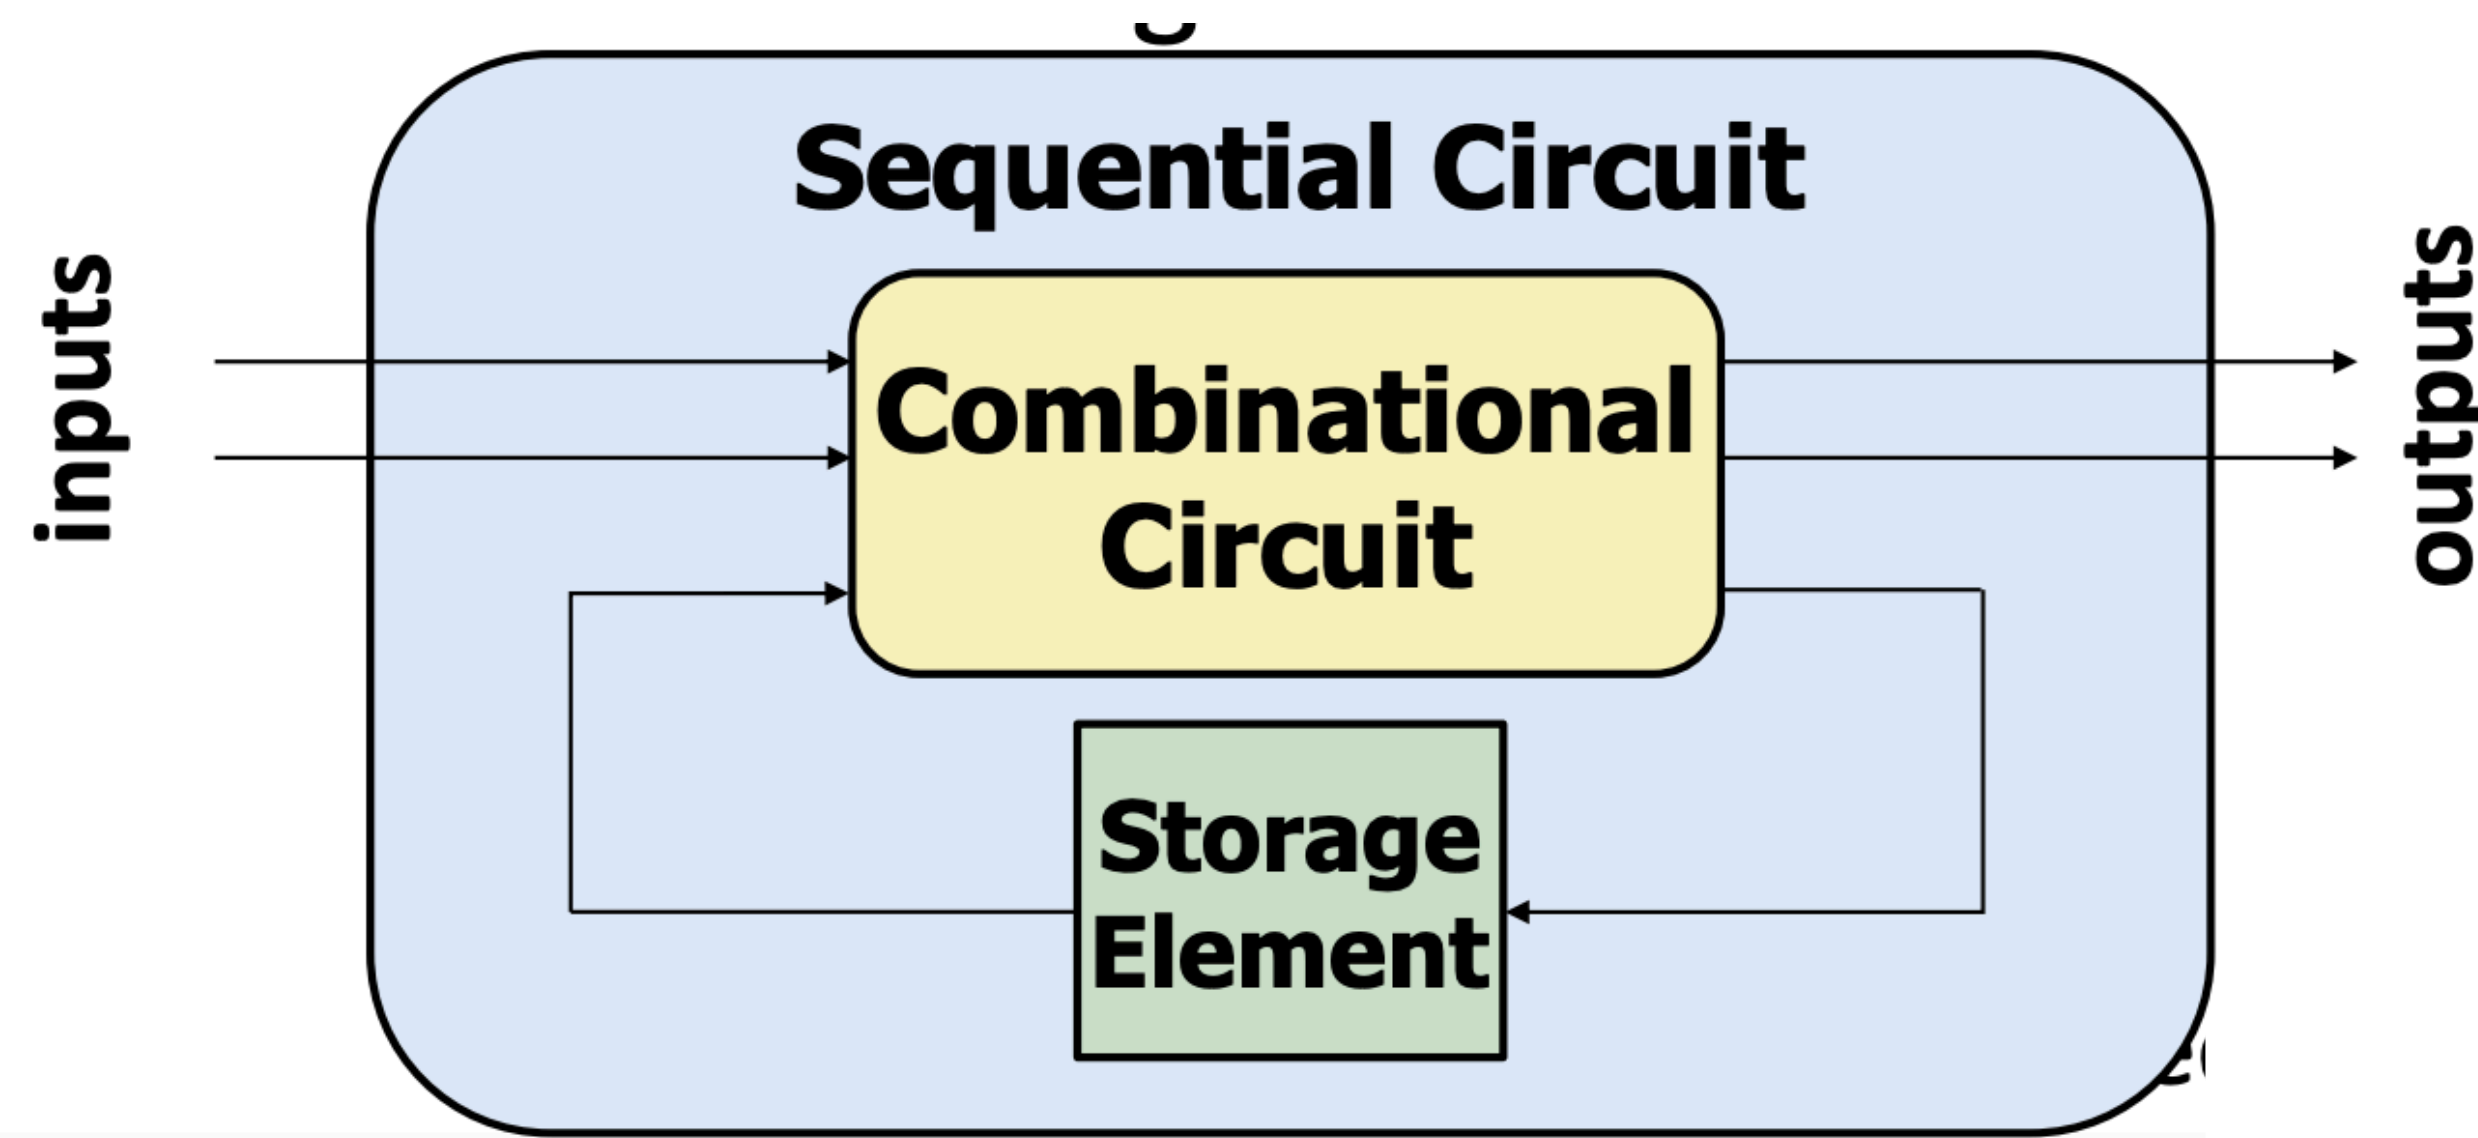 Sequential Circuit
inputs
Combinational
Circuit
outputs
Storage
Element